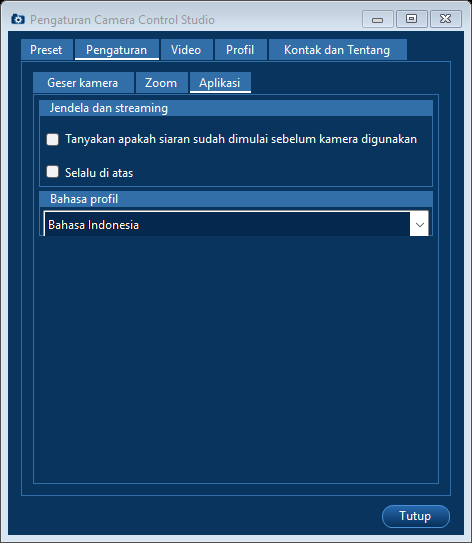 Pengaturan Camera Control Studio
Preset Pengaturan Video Profil Kontak dan Tentang
Geser kamera Zoom Aplikasi
Jendela dan streaming
Tanyakan apakah siaran sudah dimulai sebelum kamera digunakan
Selalu di atas
Bahasa profil
Bahasa Indonesia
Tutup